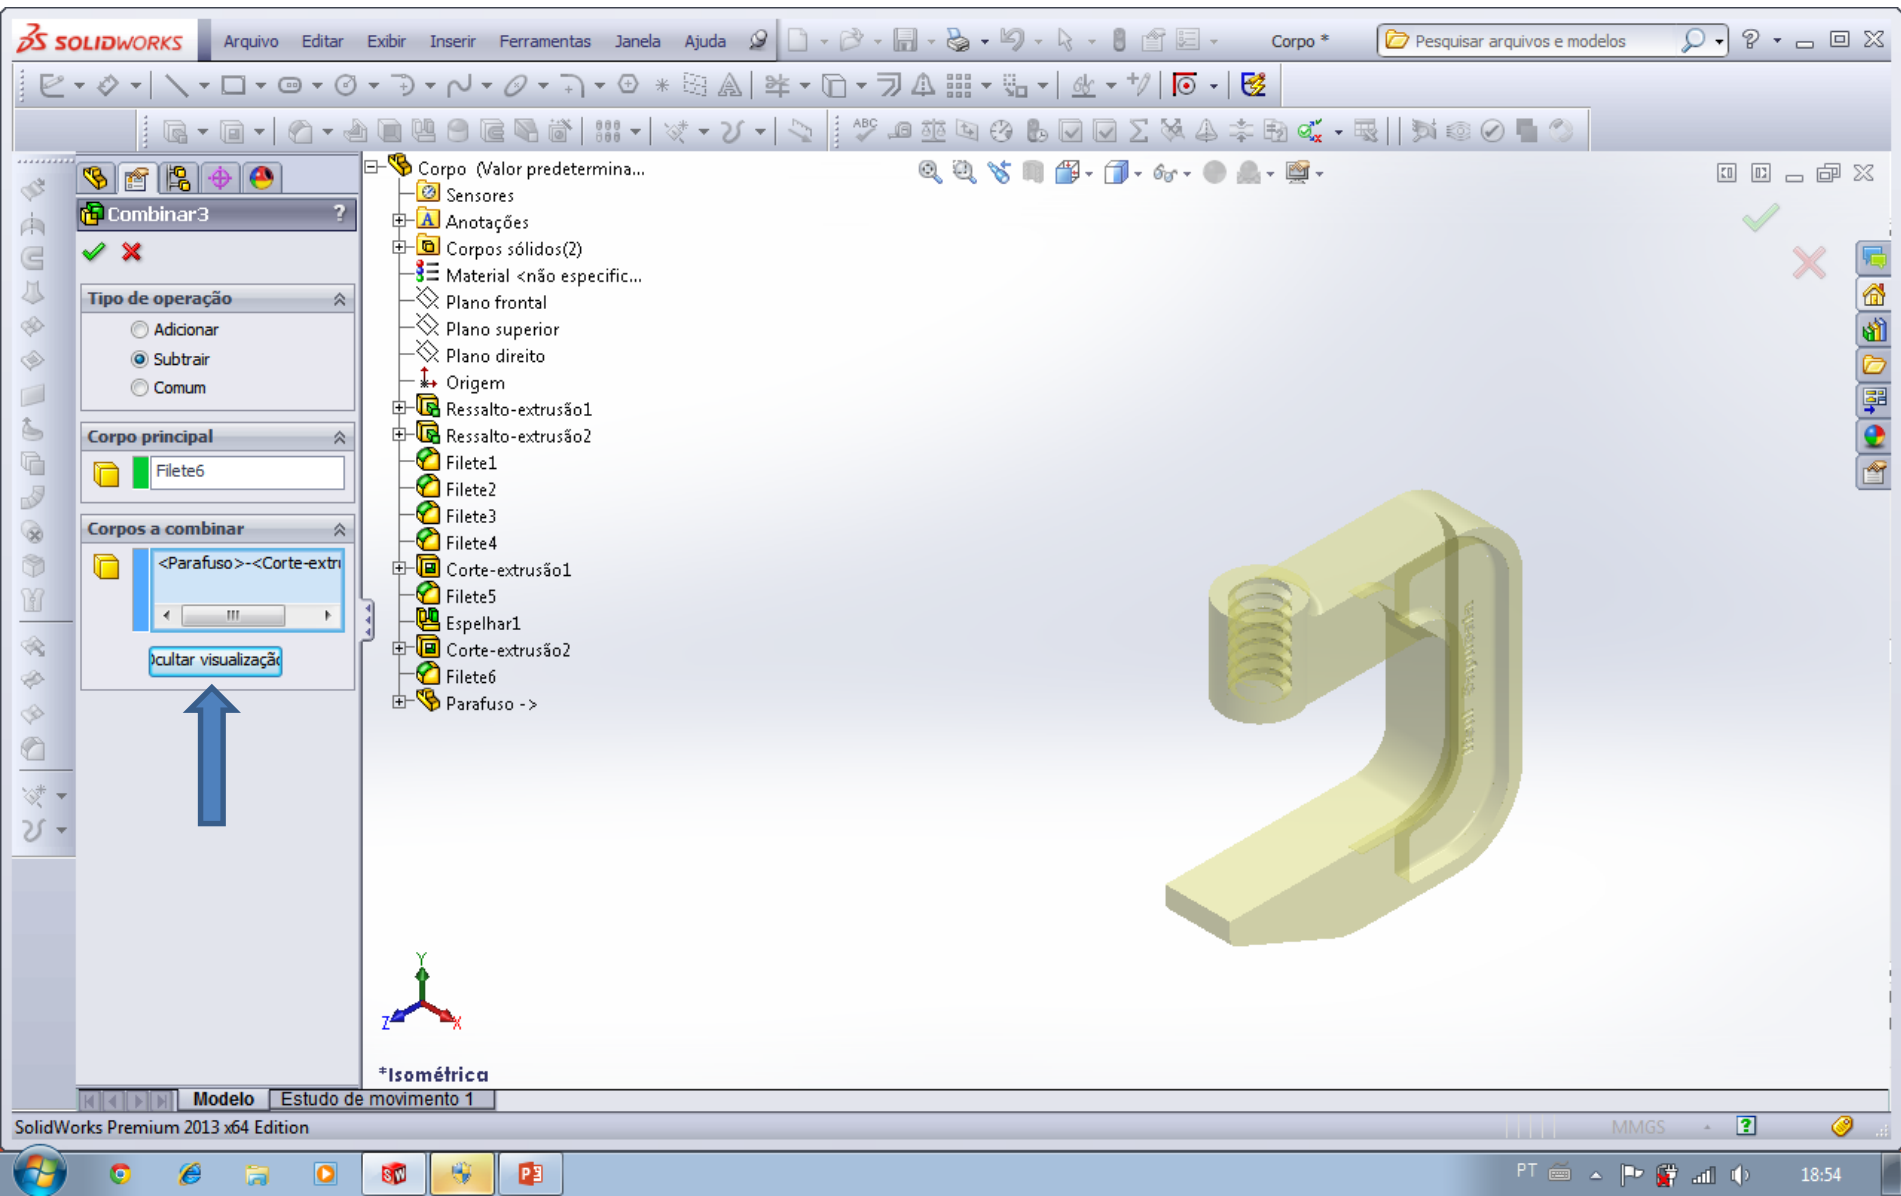 SOLIDWORKS
Arquivo Editar Exibir Inserir Ferramentas Janela Ajuda
Corpo *
Pesquisar arquivos e modelos
Combinar3
?
Tipo de operação
Adicionar
Subtrair
Comum
Corpo principal
Filete6
Corpos a combinar
<Parafuso>-<Corte-extru
Ocultar visualização
Corpo (Valor predetermina...
Sensores
Anotações
Corpos sólidos(2)
Material <não especific...
Plano frontal
Plano superior
Plano direito
Origem
Ressalto-extrusão1
Ressalto-extrusão2
Filete1
Filete2
Filete3
Filete4
Corte-extrusão1
Filete5
Espelhar1
Corte-extrusão2
Filete6
Parafuso ->
Y
Z
X
*Isométrica
Modelo Estudo de movimento 1
SolidWorks Premium 2013 x64 Edition
MMGS
PT
18:54